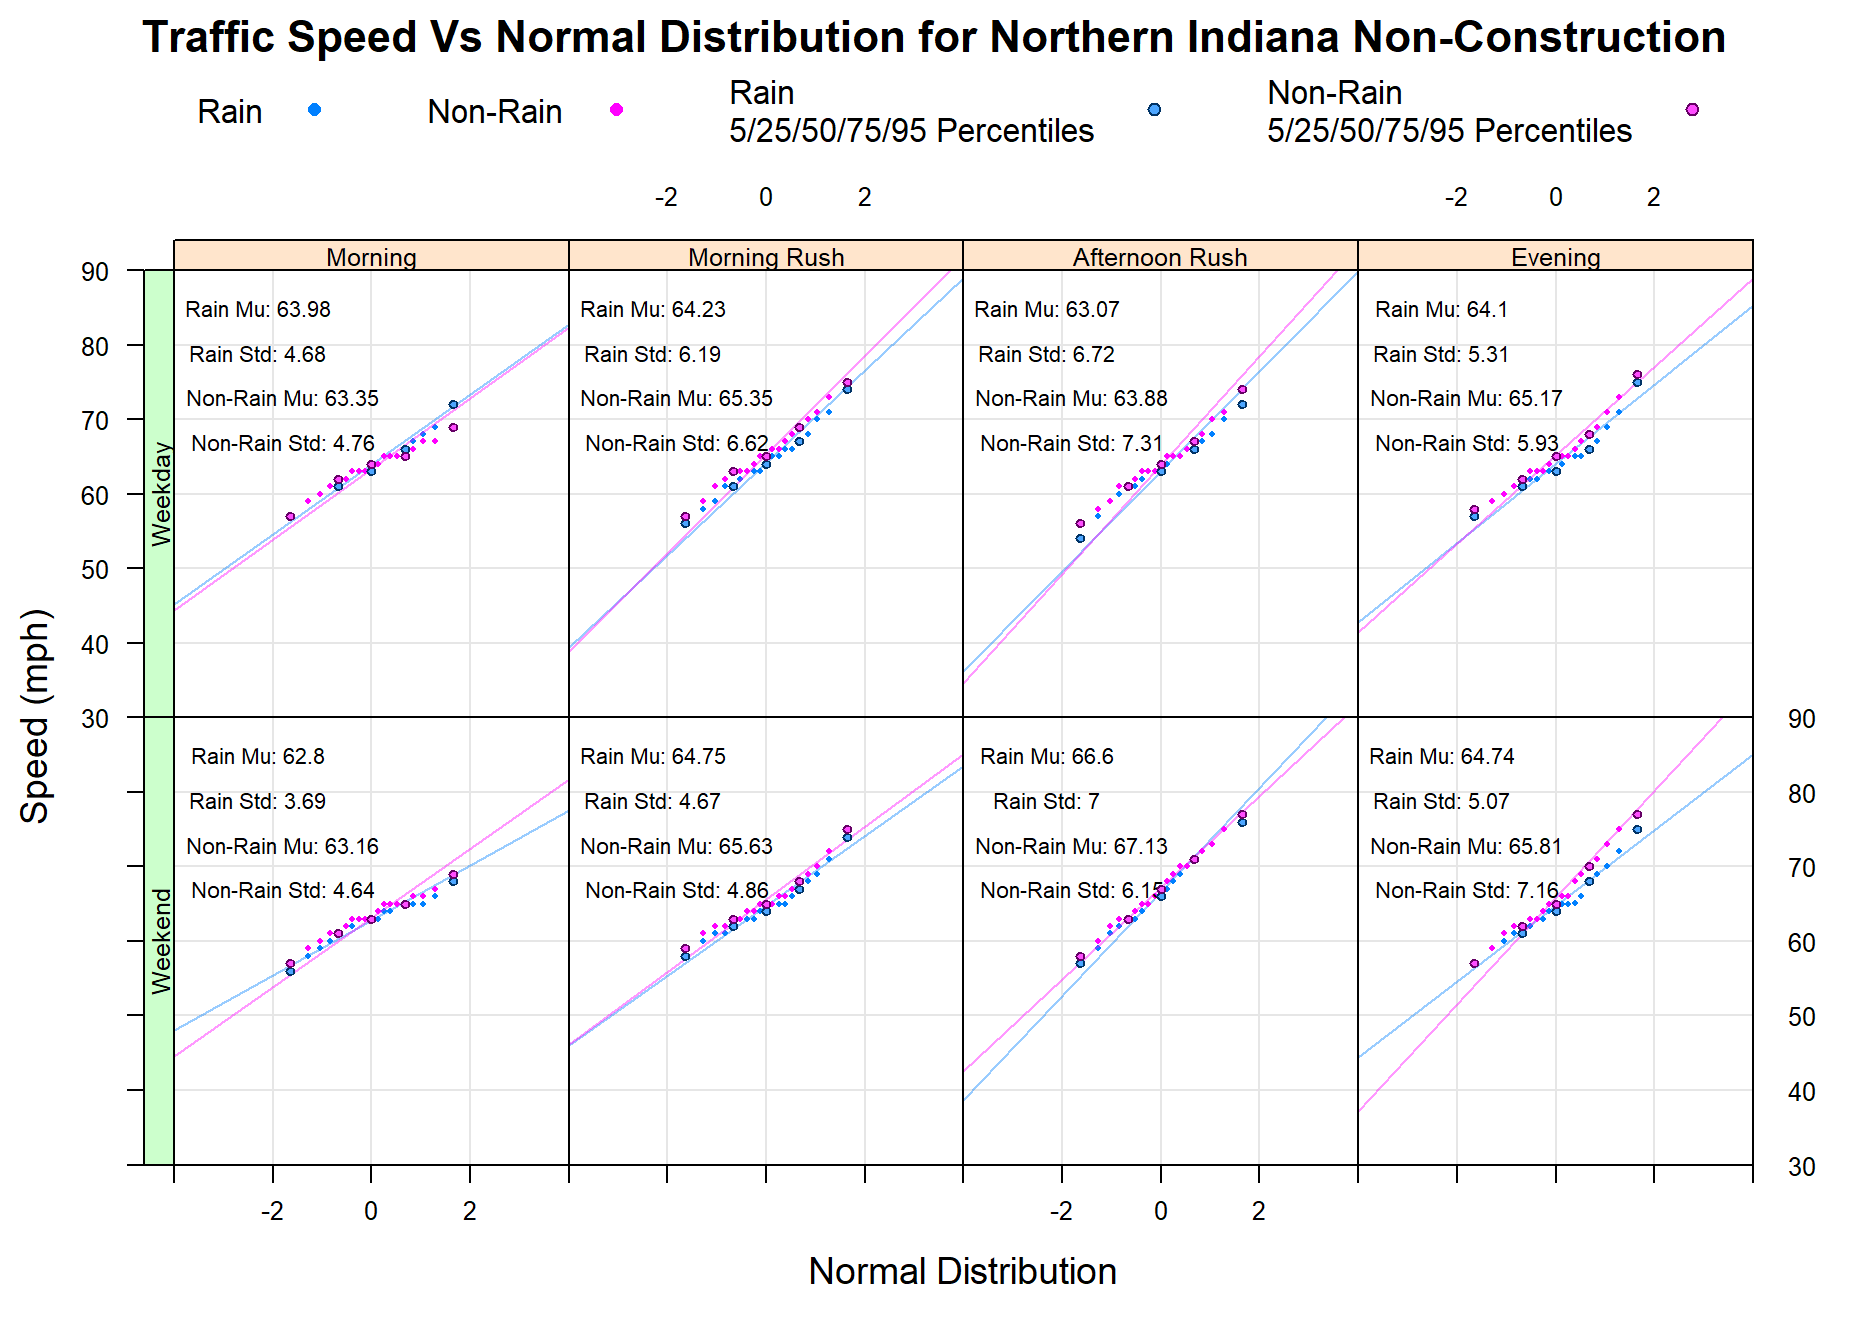 Traffic Speed Vs Normal Distribution for Northern Indiana Non-Construction
Rain
Non-Rain
Rain
5/25/50/75/95 Percentiles
Non-Rain
5/25/50/75/95 Percentiles
-2 0 2
-2 0 2
Morning
Morning Rush
Afternoon Rush
Evening
Speed (mph)
90
80
70
60
50
40
30
Weekday
Rain Mu: 63.98
Rain Std: 4.68
Non-Rain Mu: 63.35
Non-Rain Std: 4.76
Rain Mu: 64.23
Rain Std: 6.19
Non-Rain Mu: 65.35
Non-Rain Std: 6.62
Rain Mu: 63.07
Rain Std: 6.72
Non-Rain Mu: 63.88
Non-Rain Std: 7.31
Rain Mu: 64.1
Rain Std: 5.31
Non-Rain Mu: 65.17
Non-Rain Std: 5.93
Weekend
Rain Mu: 62.8
Rain Std: 3.69
Non-Rain Mu: 63.16
Non-Rain Std: 4.64
Rain Mu: 64.75
Rain Std: 4.67
Non-Rain Mu: 65.63
Non-Rain Std: 4.86
Rain Mu: 66.6
Rain Std: 7
Non-Rain Mu: 67.13
Non-Rain Std: 6.15
Rain Mu: 64.74
Rain Std: 5.07
Non-Rain Mu: 65.81
Non-Rain Std: 7.16
90
80
70
60
50
40
30
-2 0 2
-2 0 2
Normal Distribution